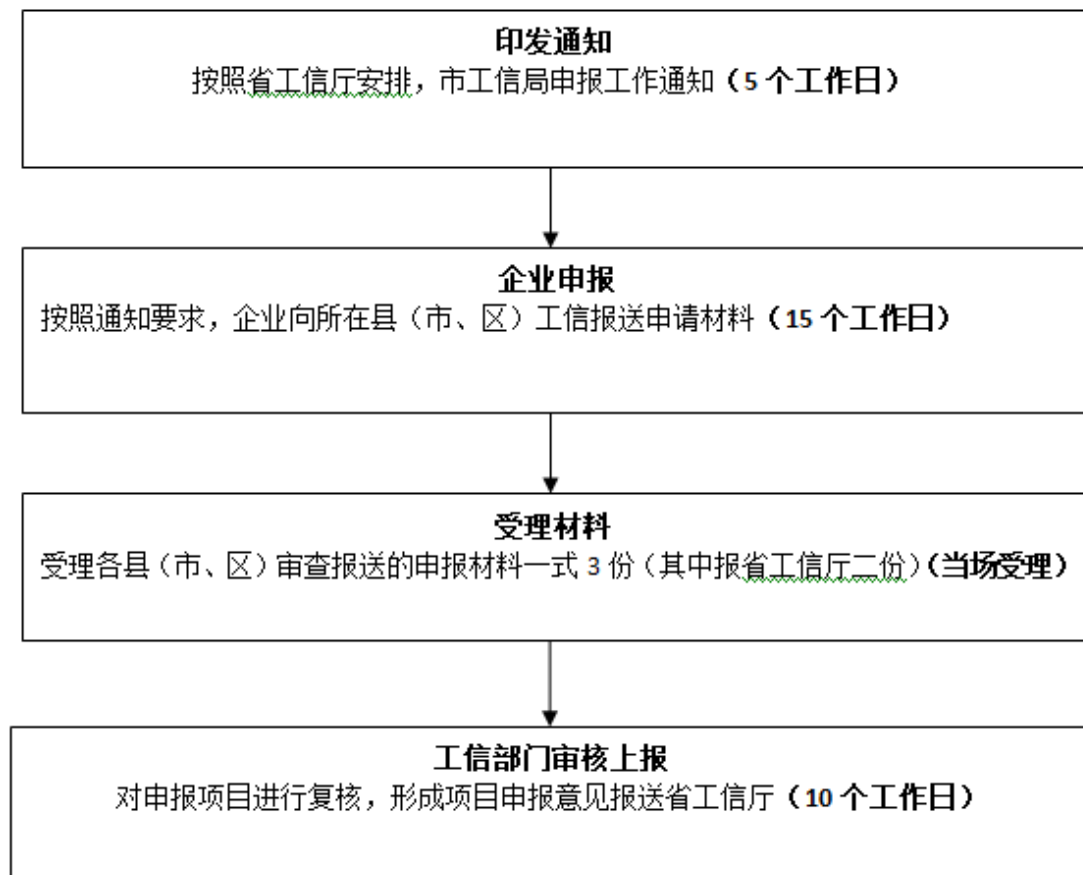 印发通知
按照省工信厅安排，市工信局申报工作通知（5 个工作日）
企业申报
按照通知要求，企业向所在县（市、区）工信报送申请材料（15 个工作日）
受理材料
受理各县（市、区）审查报送的申报材料一式 3 份（其中报省工信厅二份）（当场受理）
工信部门审核上报
对申报项目进行复核，形成项目申报意见报送省工信厅（10 个工作日）